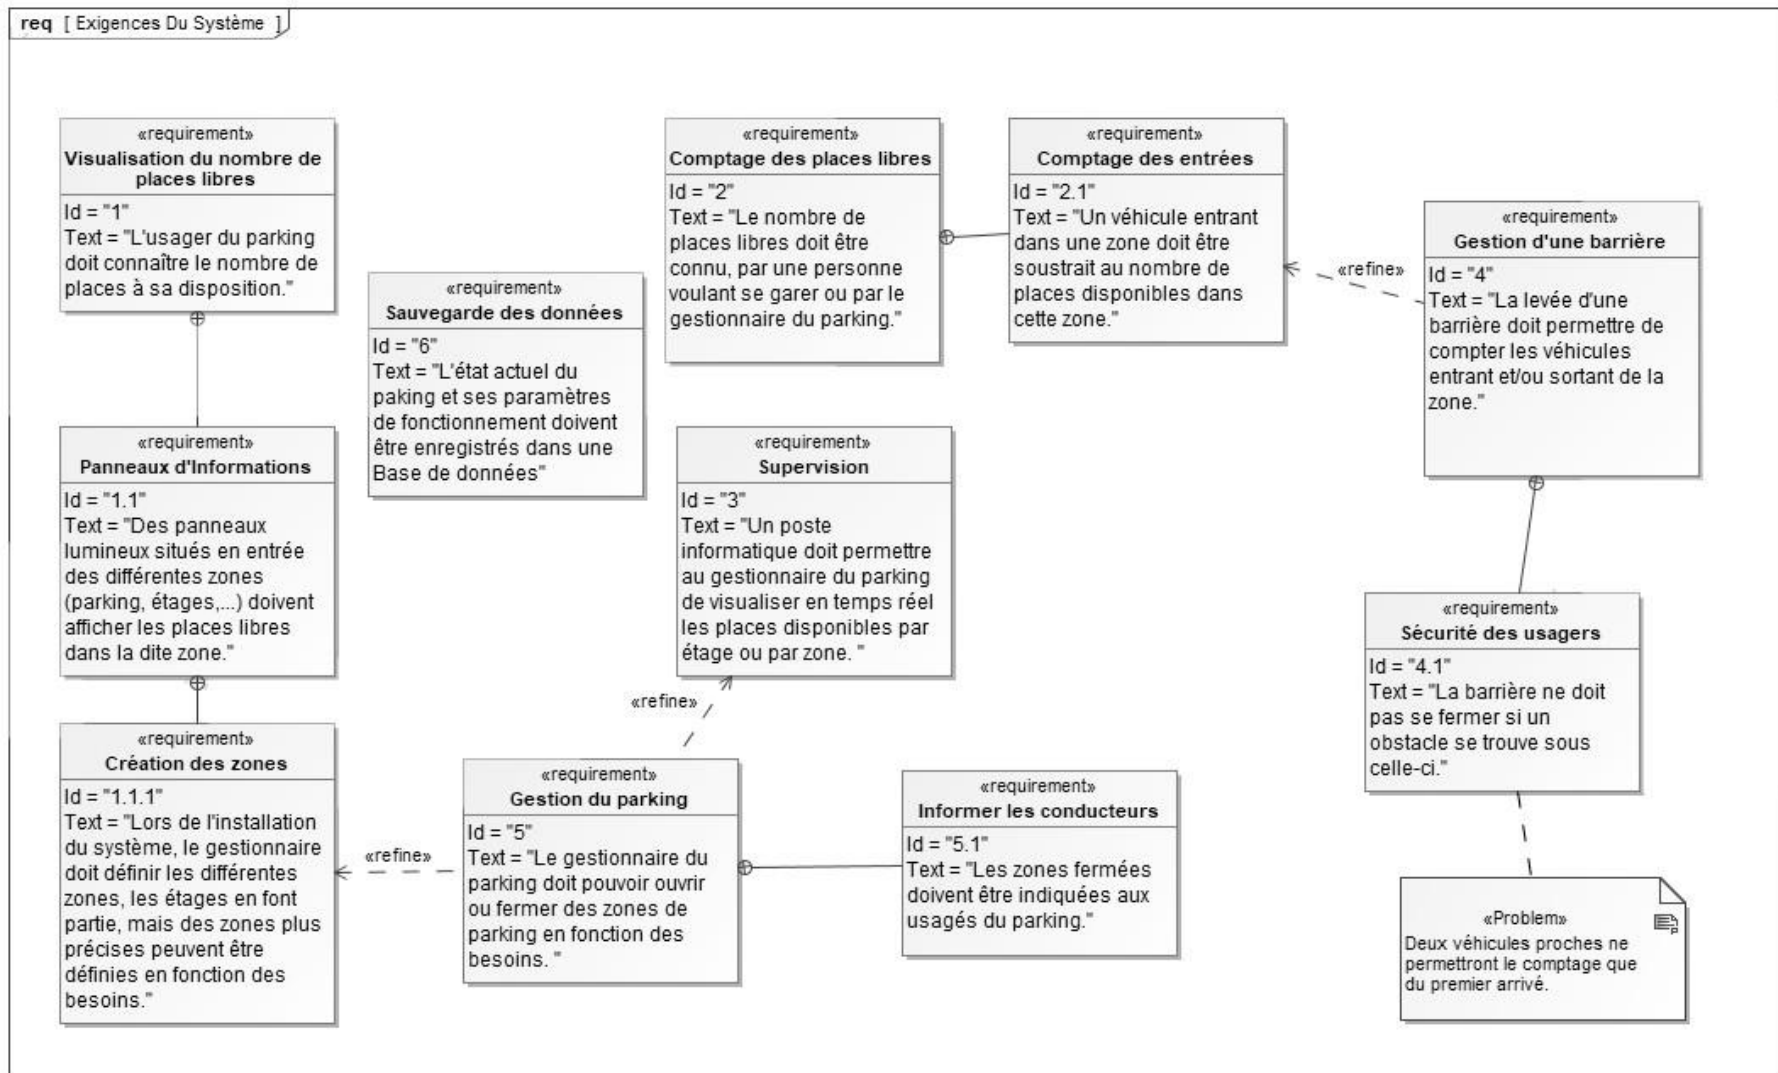 req [ Exigences Du Système ]
«requirement»
Visualisation du nombre de
places libres
Id = "1"
Text = "L'usager du parking
doit connaître le nombre de
places à sa disposition."
«requirement»
Sauvegarde des données
Id = "6"
Text = "L'état actuel du
paking et ses paramètres
de fonctionnement doivent
être enregistrés dans une
Base de données"
«requirement»
Comptage des places libres
Id = "2"
Text = "Le nombre de
places libres doit être
connu, par une personne
voulant se garer ou par le
gestionnaire du parking."
«requirement»
Comptage des entrées
Id = "2.1"
Text = "Un véhicule entrant
dans une zone doit être
soustrait au nombre de
places disponibles dans
cette zone."
«refine»
«requirement»
Gestion d'une barrière
Id = "4"
Text = "La levée d'une
barrière doit permettre de
compter les véhicules
entrant et/ou sortant de la
zone."
«requirement»
Panneaux d'Informations
Id = "1.1"
Text = "Des panneaux
lumineux situés en entrée
des différentes zones
(parking, étages,...) doivent
afficher les places libres
dans la dite zone."
«requirement»
Supervision
Id = "3"
Text = "Un poste
informatique doit permettre
au gestionnaire du parking
de visualiser en temps réel
les places disponibles par
étage ou par zone. "
«refine»
«requirement»
Sécurité des usagers
Id = "4.1"
Text = "La barrière ne doit
pas se fermer si un
obstacle se trouve sous
celle-ci."
«requirement»
Création des zones
Id = "1.1.1"
Text = "Lors de l'installation
du système, le gestionnaire
doit définir les différentes
zones, les étages en font
partie, mais des zones plus
précises peuvent être
définies en fonction des
besoins."
«refine»
«requirement»
Gestion du parking
Id = "5"
Text = "Le gestionnaire du
parking doit pouvoir ouvrir
ou fermer des zones de
parking en fonction des
besoins. "
«requirement»
Informer les conducteurs
Id = "5.1"
Text = "Les zones fermées
doivent être indiquées aux
usagés du parking."
«Problem»
Deux véhicules proches ne
permettront le comptage que
du premier arrivé.